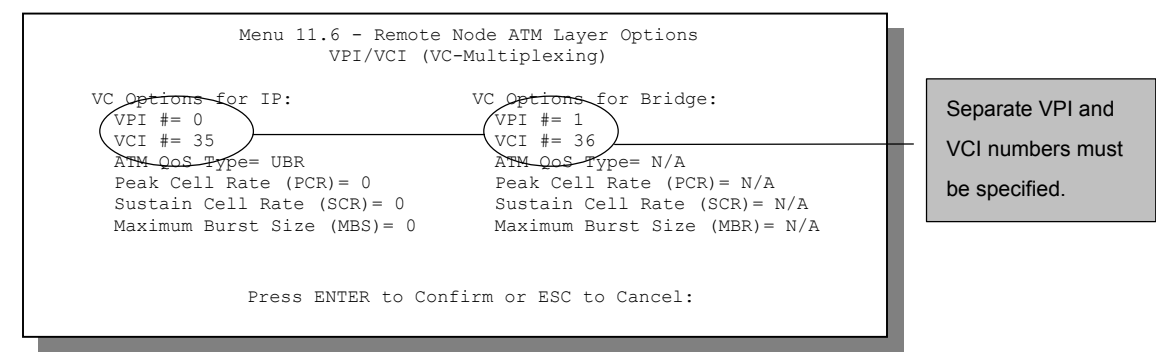 Menu 11.6 - Remote Node ATM Layer Options
VPI/VCI (VC-Multiplexing)
VC Options for IP:
VPI #= 0
VCI #= 35
ATM QoS Type= UBR
Peak Cell Rate (PCR)= 0
Sustain Cell Rate (SCR)= 0
Maximum Burst Size (MBS)= 0
VC Options for Bridge:
VPI #= 1
VCI #= 36
ATM QoS Type= N/A
Peak Cell Rate (PCR)= N/A
Sustain Cell Rate (SCR)= N/A
Maximum Burst Size (MBR)= N/A
Press ENTER to Confirm or ESC to Cancel:
Separate VPI and
VCI numbers must
be specified.